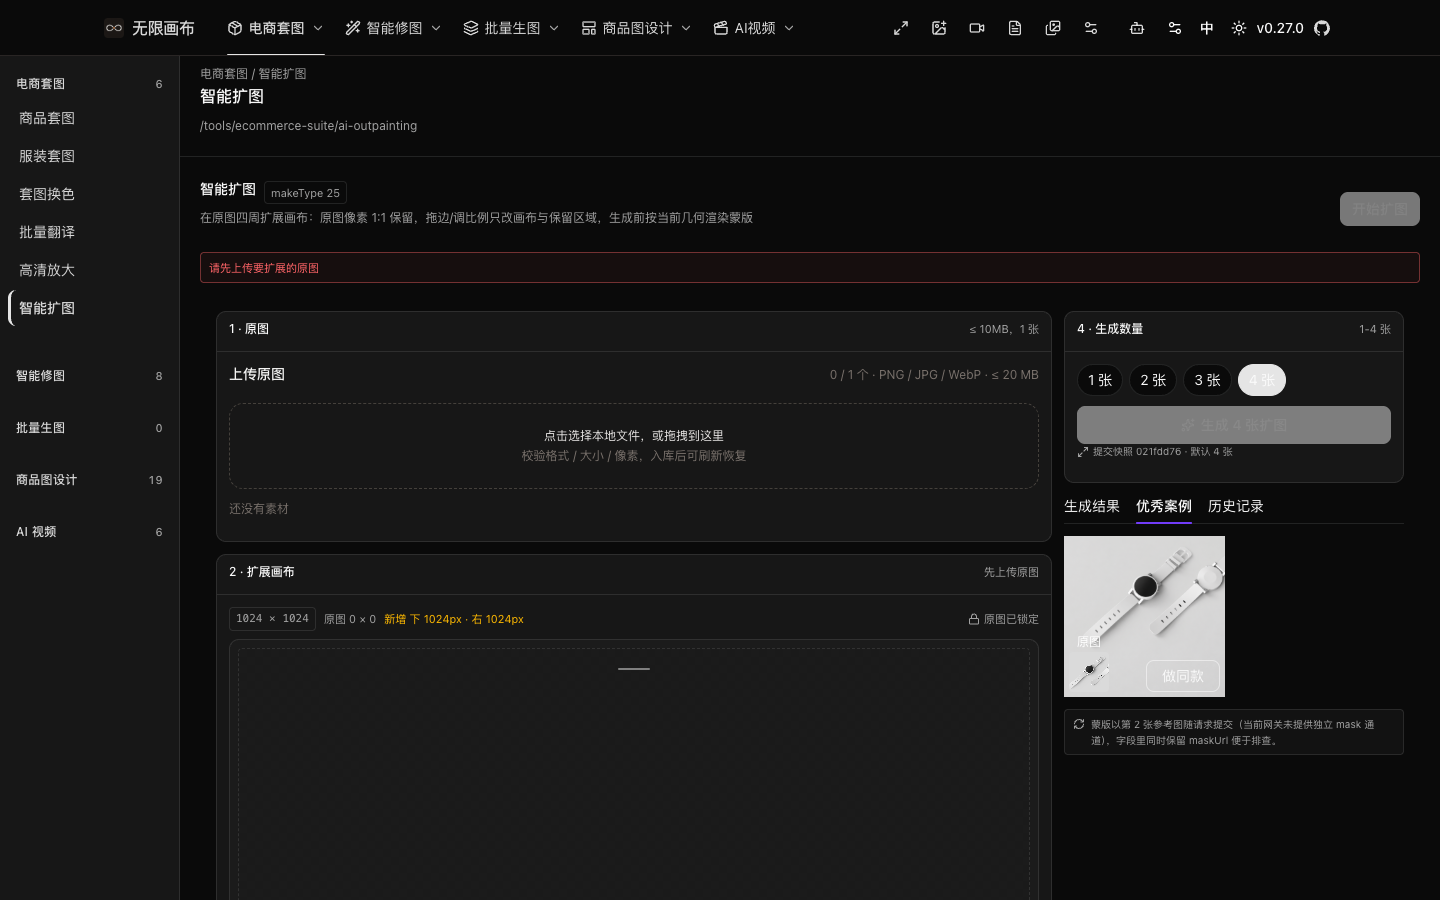 无限画布
电商套图
智能修图
批量生图
商品图设计
AI视频
中
v0.27.0
电商套图 6
商品套图
服装套图
套图换色
批量翻译
高清放大
智能扩图
智能修图 8
批量生图 0
商品图设计 19
AI 视频 6
电商套图 / 智能扩图
智能扩图
/tools/ecommerce-suite/ai-outpainting
智能扩图 makeType 25
在原图四周扩展画布：原图像素 1:1 保留，拖边/调比例只改画布与保留区域，生成前按当前几何渲染蒙版
开始扩图
请先上传要扩展的原图
1 · 原图 ≤ 10MB，1 张
上传原图 0 / 1 个 · PNG / JPG / WebP · ≤ 20 MB
点击选择本地文件，或拖拽到这里
校验格式 / 大小 / 像素，入库后可刷新恢复
还没有素材
2 · 扩展画布 先上传原图
1024 × 1024 原图 0 × 0 新增 下 1024px · 右 1024px 原图已锁定
4 · 生成数量 1-4 张
1 张 2 张 3 张 4 张
生成 4 张扩图
提交快照 021fdd76 · 默认 4 张
生成结果 优秀案例 历史记录
原图
做同款
蒙版以第 2 张参考图随请求提交（当前网关未提供独立 mask 通
道），字段里同时保留 maskUrl 便于排查。